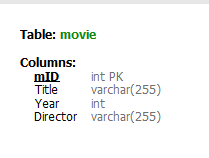 Table: movie
Columns:
mID int PK
Title varchar(255)
Year int
Director varchar(255)